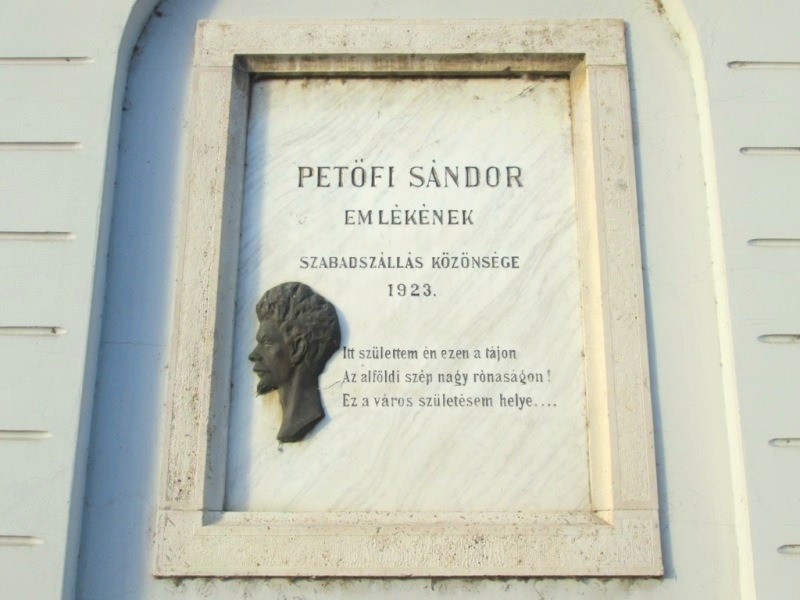 PETÖFI SÁNDOR
EMLÉKÉNEK
SZABADSZÁLLÁS KÖZÖNSÉGE
1923.
Itt születtem én ezen a tájon
Az alföldi szép nagy rónaságon!
Ez a város születésem helye....